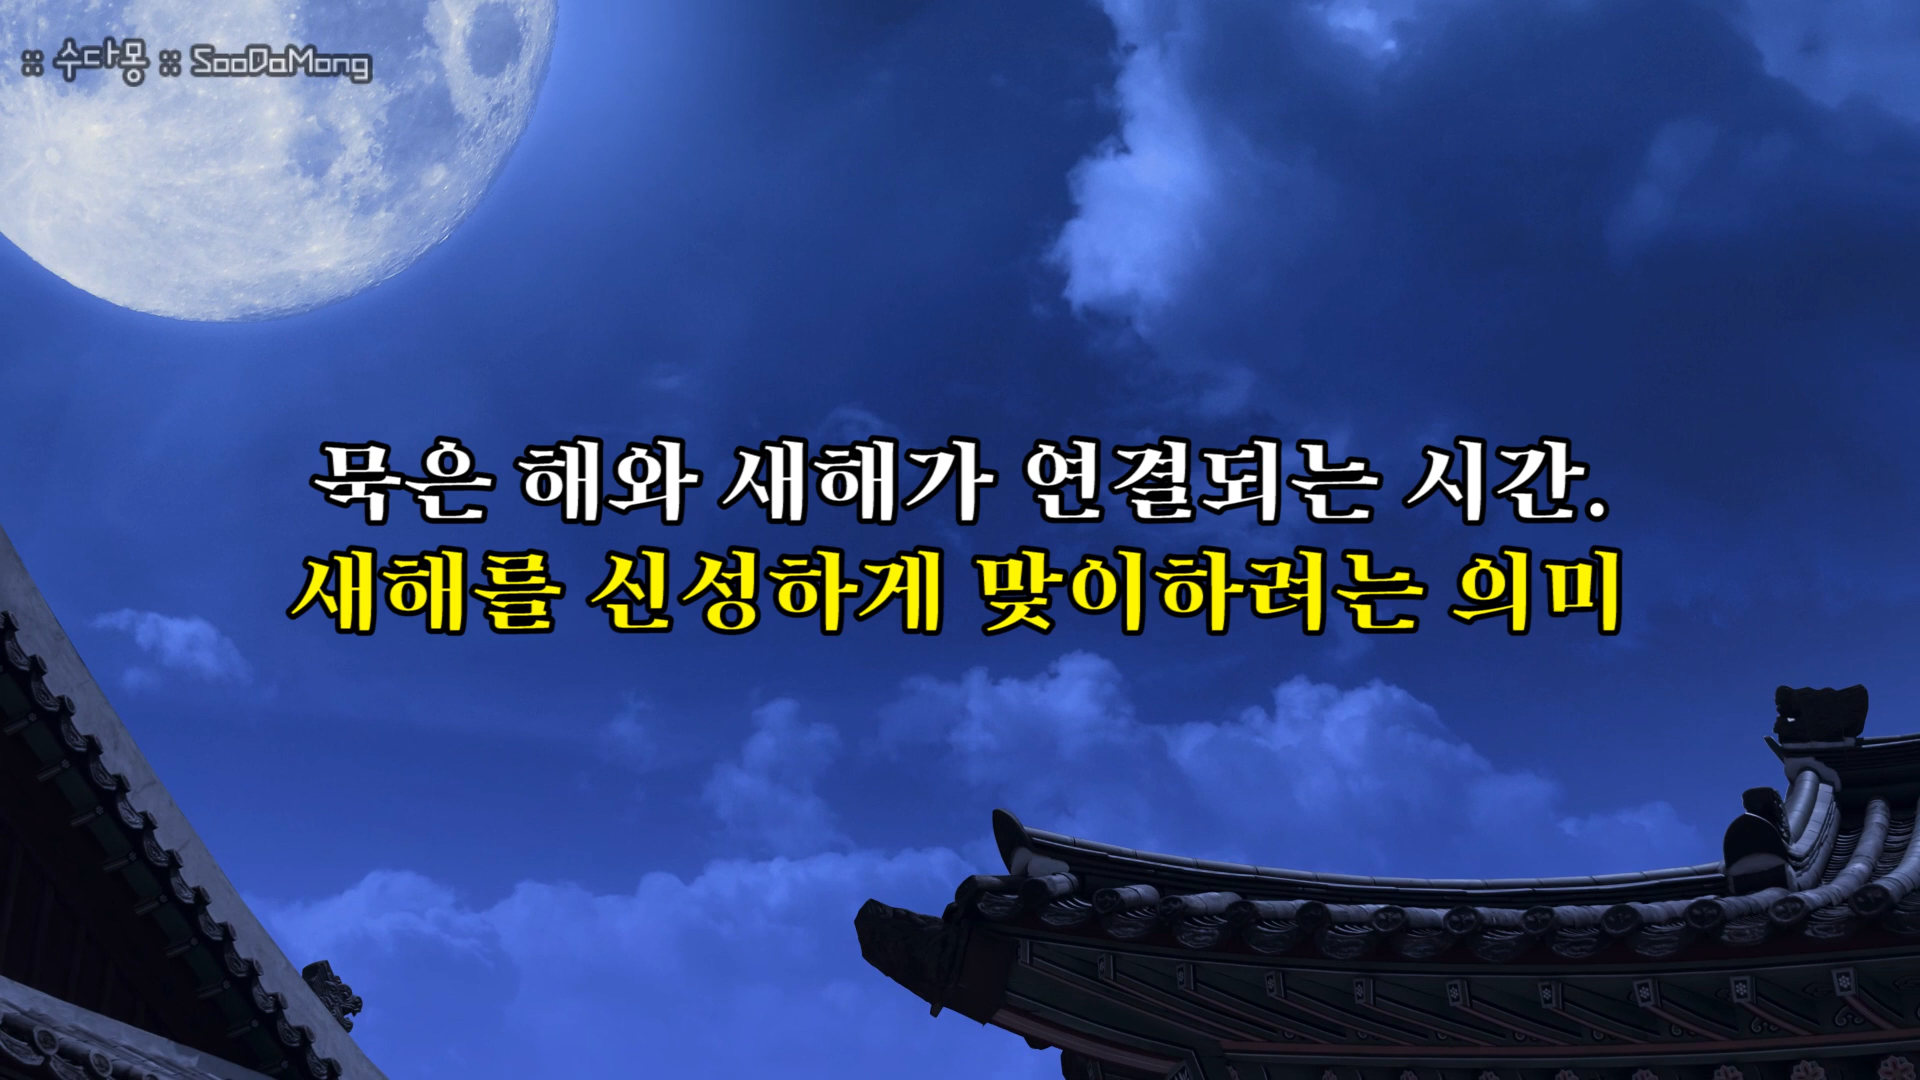 :: 수다몽 :: SooDaMong
묵은 해와 새해가 연결되는 시간.
새해를 신성하게 맞이하려는 의미